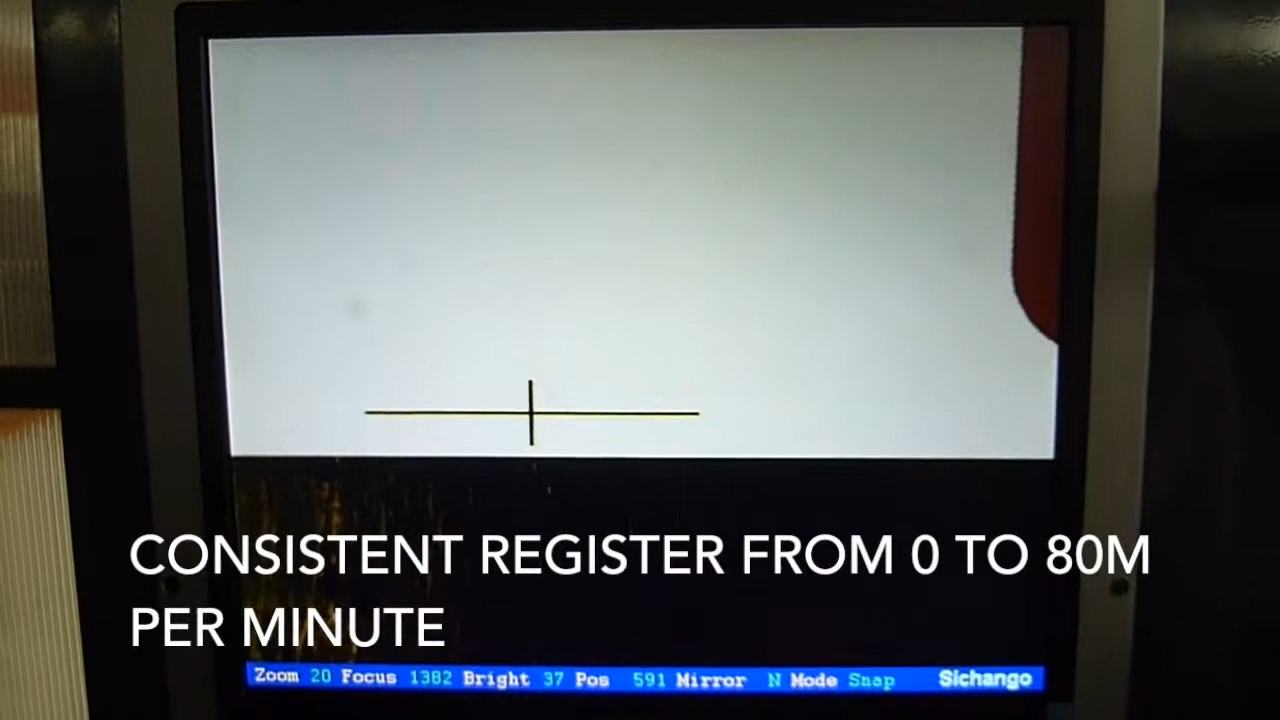 CONSISTENT REGISTER FROM 0 TO 80M
PER MINUTE
Zoom 20 Focus 1382 Bright 37 Pos 591 Mirror N Mode Snap Sichango